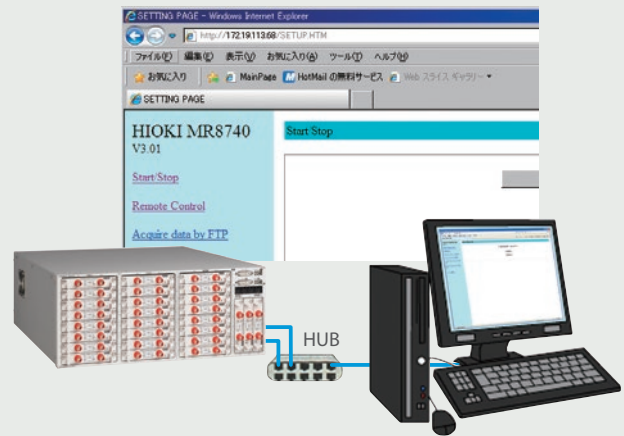 SETTING PAGE - Windows Internet Explorer
http://172.19.113.68/SETUP.HTM
ファイル(F) 編集(E) 表示(V) お気に入り(A) ツール(T) ヘルプ(H)
お気に入り MainPage HotMail の無料サービス Web スライス ギャラリー
SETTING PAGE
HIOKI MR8740
V3.01
Start Stop
Start/Stop
Remote Control
Acquire data by FTP
HUB